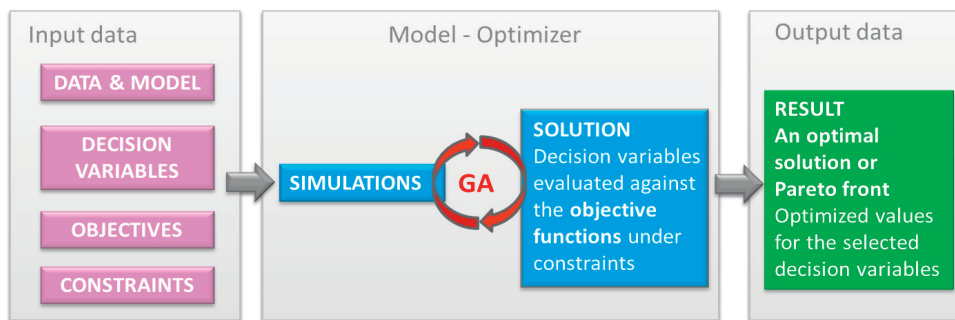 Input data
DATA & MODEL
DECISION
VARIABLES
OBJECTIVES
CONSTRAINTS
Model - Optimizer
SIMULATIONS
GA
SOLUTION
Decision variables
evaluated against
the objective
functions under
constraints
Output data
RESULT
An optimal
solution or
Pareto front
Optimized values
for the selected
decision variables